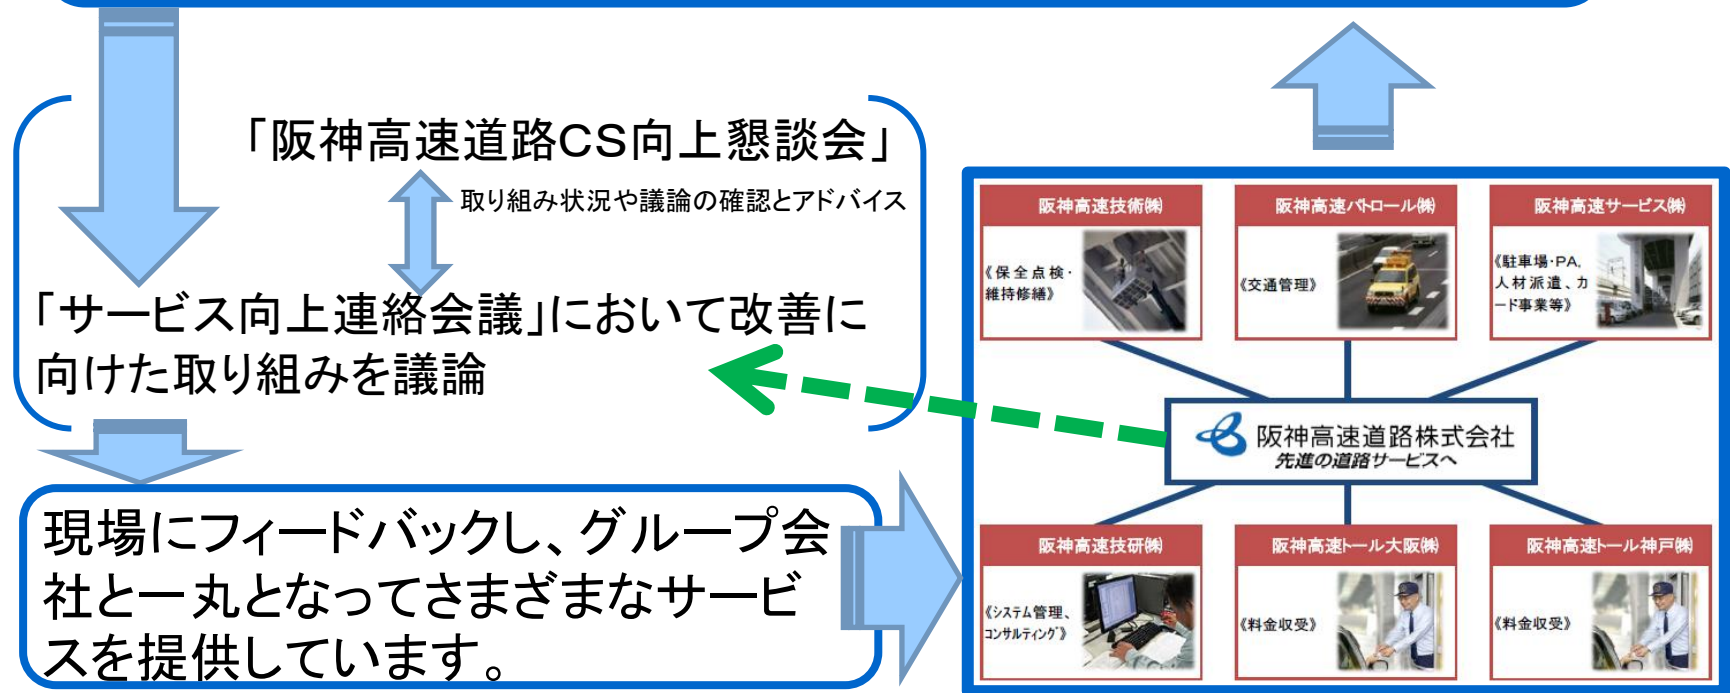 「阪神高速道路CS向上懇談会」
取り組み状況や議論の確認とアドバイス
「サービス向上連絡会議」において改善に
向けた取り組みを議論
現場にフィードバックし、グループ会
社と一丸となってさまざまなサービ
スを提供しています。
阪神高速技術㈱
《保全点検・
維持修繕》
阪神高速パトロール㈱
《交通管理》
阪神高速サービス㈱
《駐車場・PA,
人材派遣、カ
ード事業等》
阪神高速道路株式会社
先進の道路サービスへ
阪神高速技研㈱
《システム管理、
コンサルティング》
阪神高速トール大阪㈱
《料金収受》
阪神高速トール神戸㈱
《料金収受》